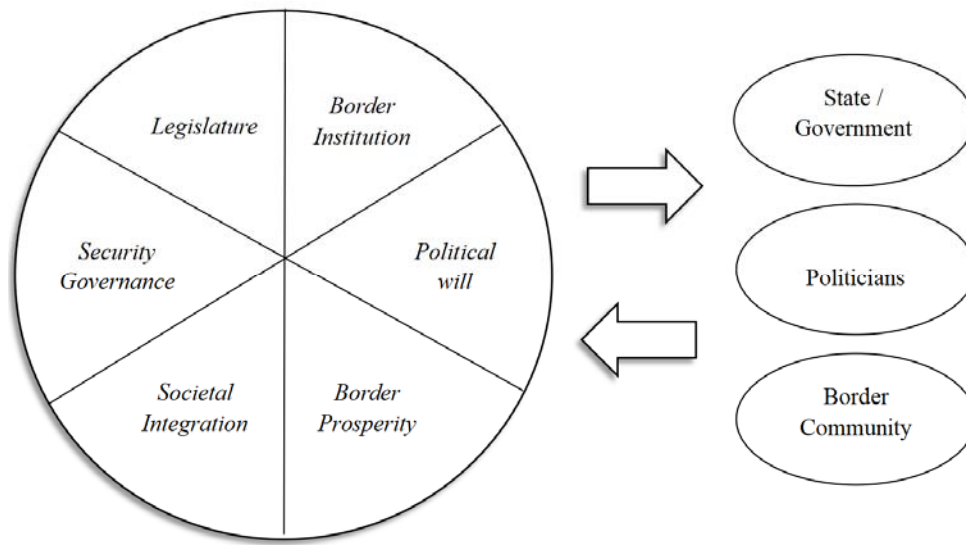 Legislature
Border
Institution
Security
Governance
Political
will
Societal
Integration
Border
Prosperity
State /
Government
Politicians
Border
Community